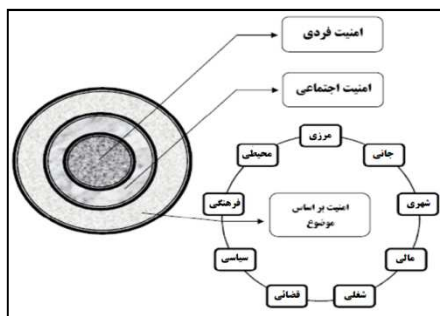 امنیت فردی
امنیت اجتماعی
مرزی
جانی
محیطی
شهری
فرهنگی
امنیت بر اساس
موضوع
مالی
سیاسی
شغلی
قضائی